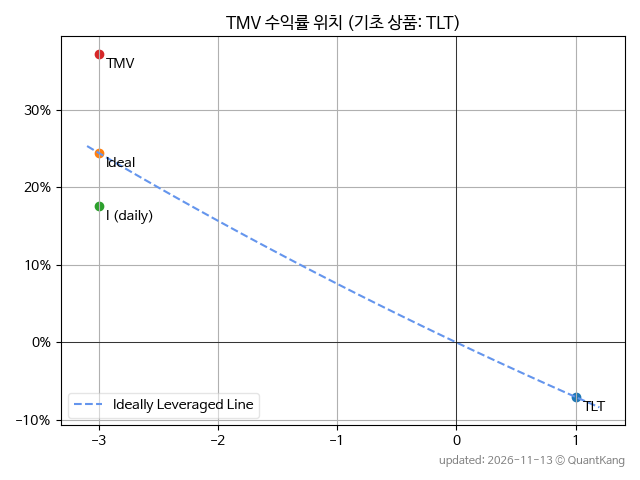 TMV 수익률 위치 (기초 상품: TLT)
TMV
30%
Ideal
20%
I (daily)
10%
0%
Ideally Leveraged Line
TLT
-10%
-3 -2 -1 0 1
updated: 2026-11-13 © QuantKang